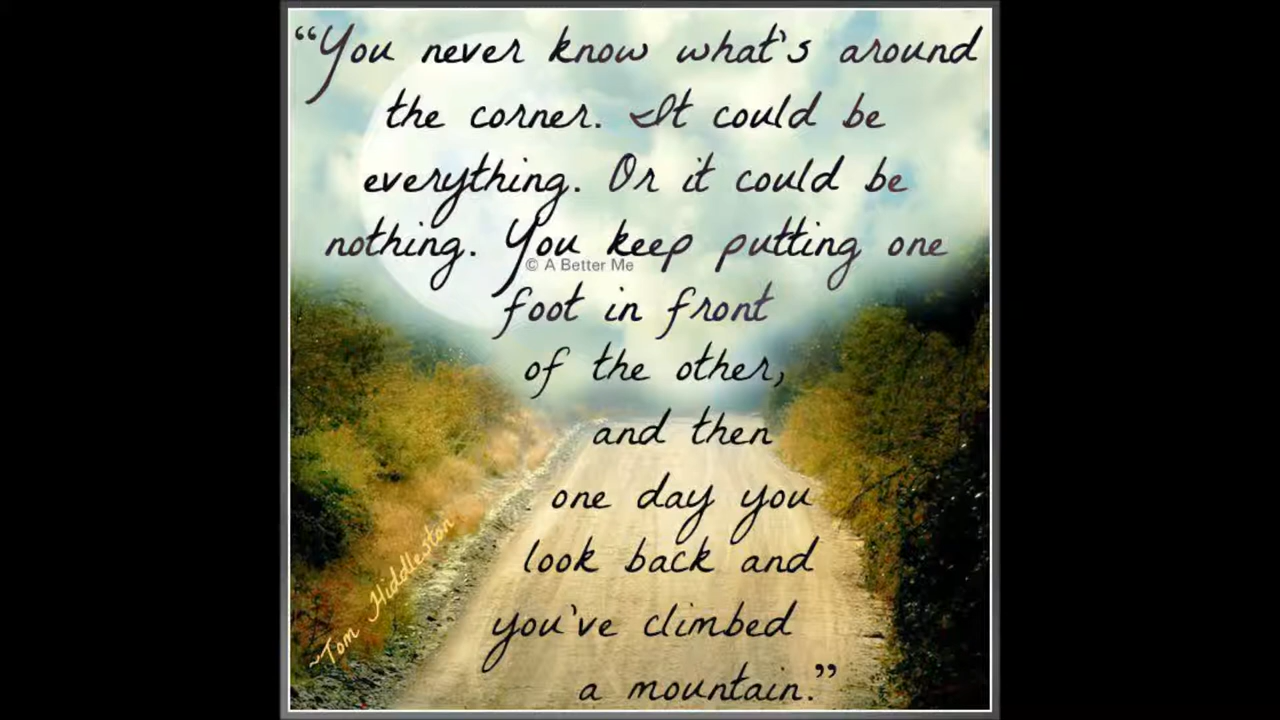 “You never know what's around
the corner. It could be
everything. Or it could be
nothing. You keep putting one
© A Better Me
foot in front
of the other,
and then
one day you
look back and
you've climbed
a mountain.”
~Tom Hiddleston